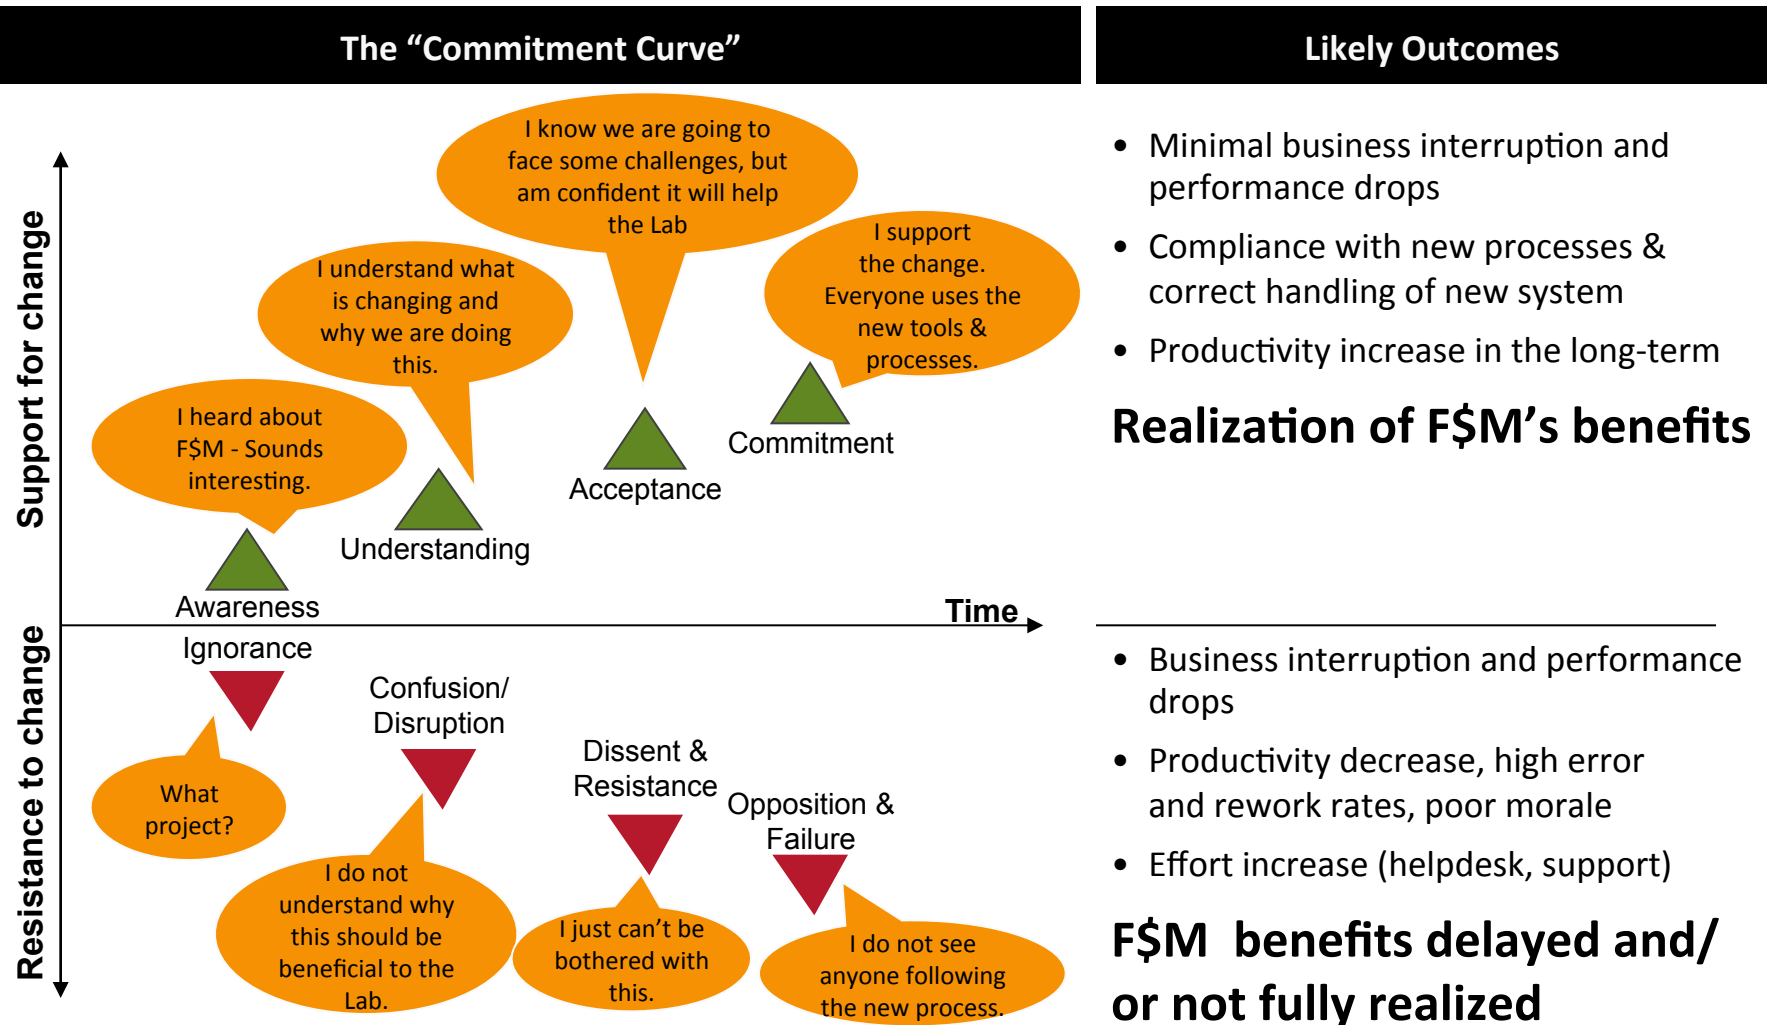 The “Commitment Curve”
Likely Outcomes
Support for change
Resistance to change
I know we are going to
face some challenges, but
am confident it will help
the Lab
I support
the change.
Everyone uses the
new tools &
processes.
I understand what
is changing and
why we are doing
this.
I heard about
F$M - Sounds
interesting.
Commitment
Acceptance
Understanding
Awareness
Time
Ignorance
Confusion/
Disruption
Dissent &
Resistance
Opposition &
Failure
What
project?
I do not
understand why
this should be
beneficial to the
Lab.
I just can’t be
bothered with
this.
I do not see
anyone following
the new process.
• Minimal business interruption and
performance drops
• Compliance with new processes &
correct handling of new system
• Productivity increase in the long-term
Realization of F$M’s benefits
• Business interruption and performance
drops
• Productivity decrease, high error
and rework rates, poor morale
• Effort increase (helpdesk, support)
F$M  benefits delayed and/
or not fully realized